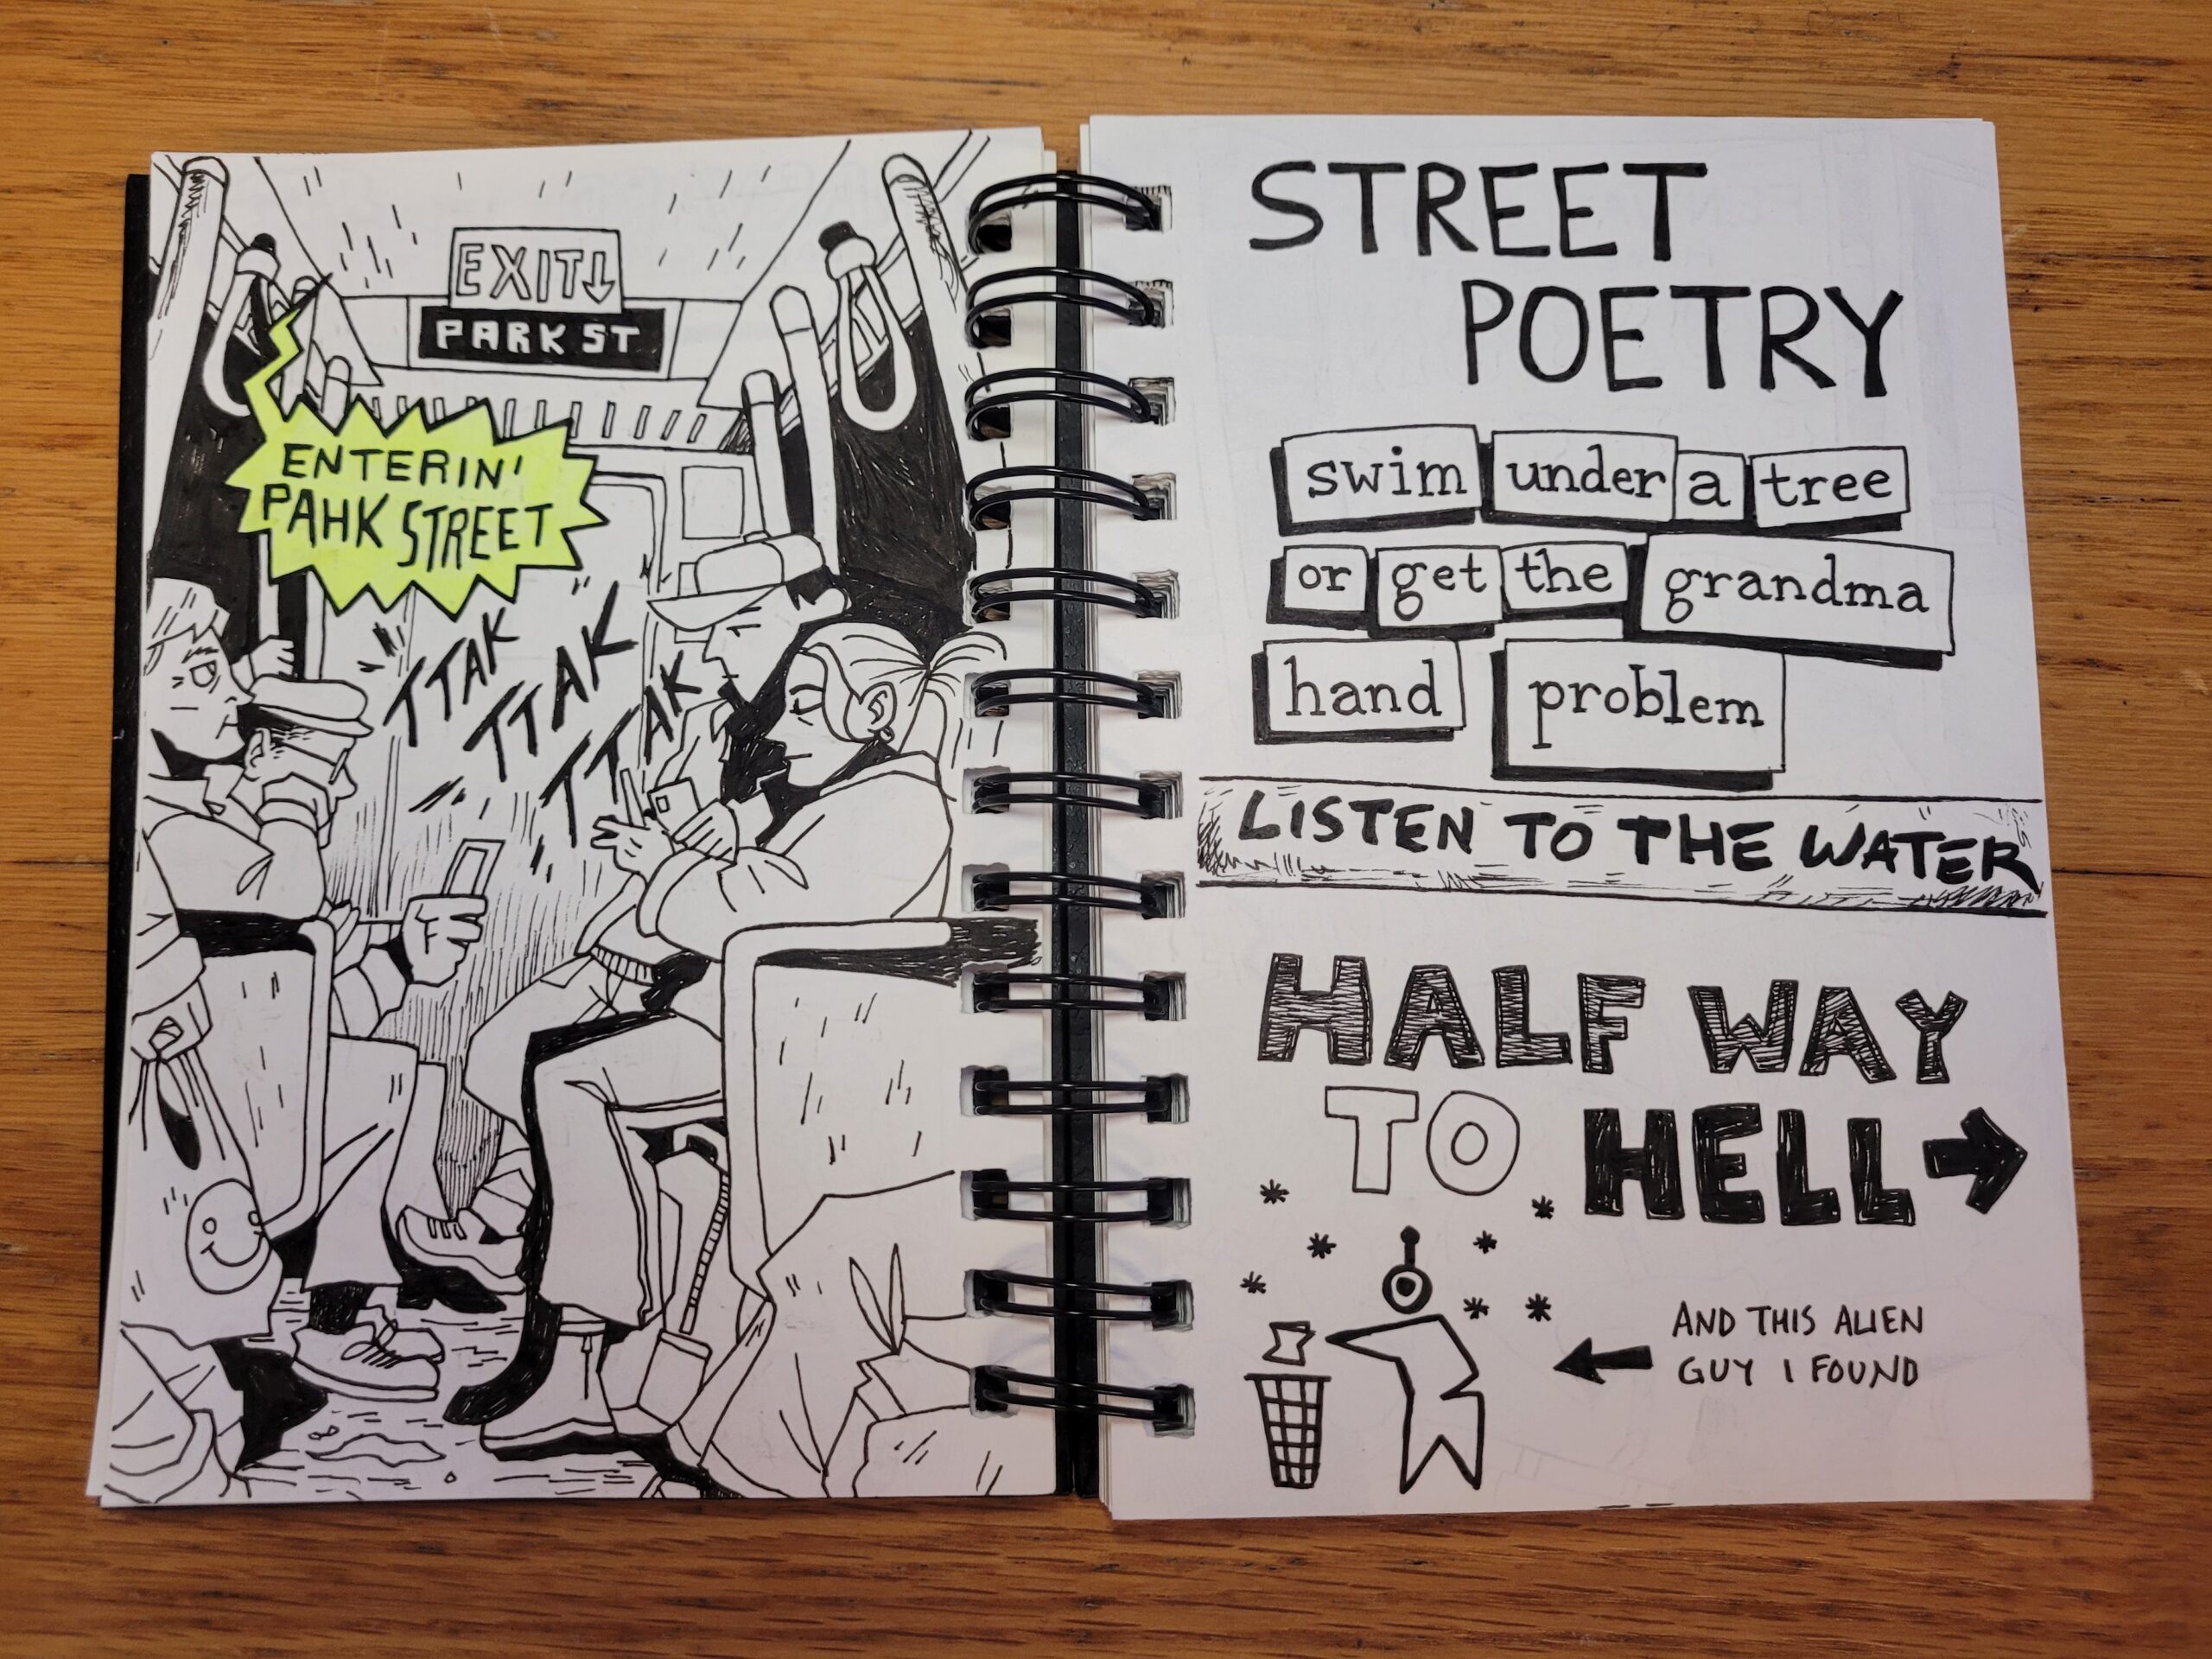 EXIT↓
PARK ST
ENTERIN'
PAHK STREET
TTAK
TTAK
TTAK
STREET
POETRY
swim under a tree
or get the grandma
hand problem
LISTEN TO THE WATER
HALF WAY
TO HELL →
AND THIS ALIEN
GUY I FOUND